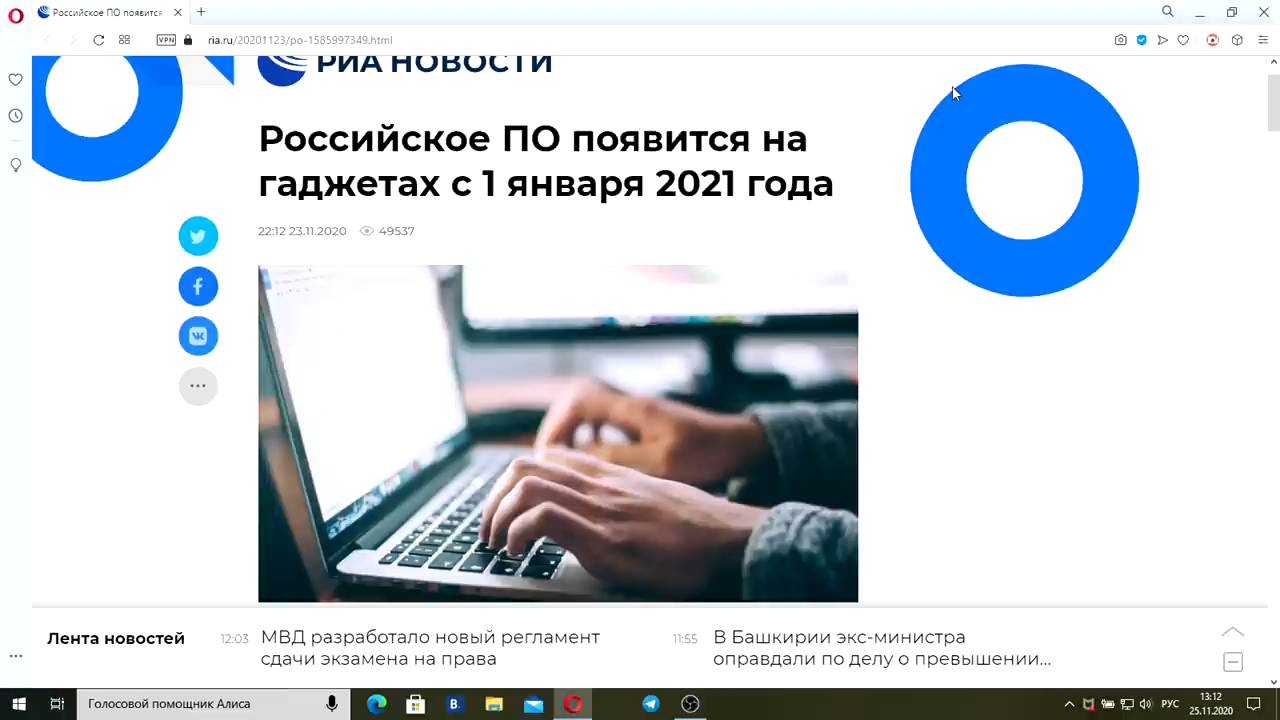 Российское ПО появится
VPN
ria.ru/20201123/po-1585997349.html
РИА НОВОСТИ
Российское ПО появится на
гаджетах с 1 января 2021 года
22:12 23.11.2020
49537
Лента новостей
12:03
МВД разработало новый регламент
сдачи экзамена на права
11:55
В Башкирии экс-министра
оправдали по делу о превышении...
Голосовой помощник Алиса
B.
РУС
13:12
25.11.2020